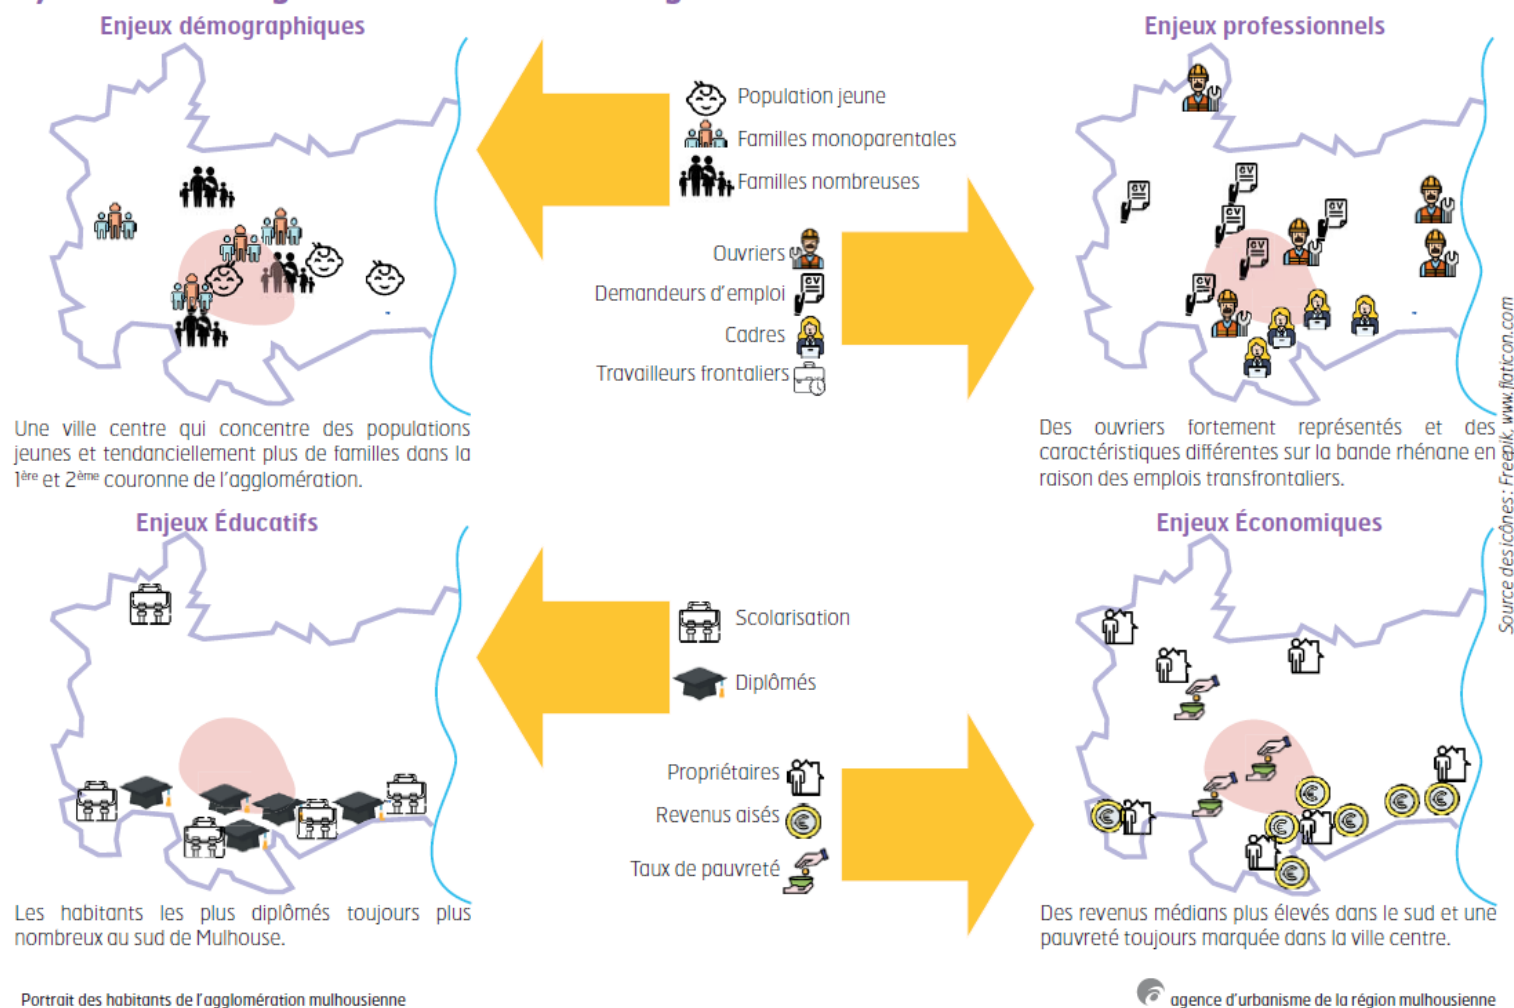 Enjeux démographiques
Enjeux professionnels
Population jeune
Familles monoparentales
Familles nombreuses
Ouvriers
Demandeurs d'emploi
Cadres
Travailleurs frontaliers
Une ville centre qui concentre des populations
jeunes et tendanciellement plus de familles dans la
1ère et 2ème couronne de l'agglomération.
Des ouvriers fortement représentés et des
caractéristiques différentes sur la bande rhénane en
raison des emplois transfrontaliers.
Source des icônes : Freepik, www.flaticon.com
Enjeux Éducatifs
Enjeux Économiques
Scolarisation
Diplômés
Propriétaires
Revenus aisés
Taux de pauvreté
Les habitants les plus diplômés toujours plus
nombreux au sud de Mulhouse.
Des revenus médians plus élevés dans le sud et une
pauvreté toujours marquée dans la ville centre.
Portrait des habitants de l'agglomération mulhousienne
agence d'urbanisme de la région mulhousienne